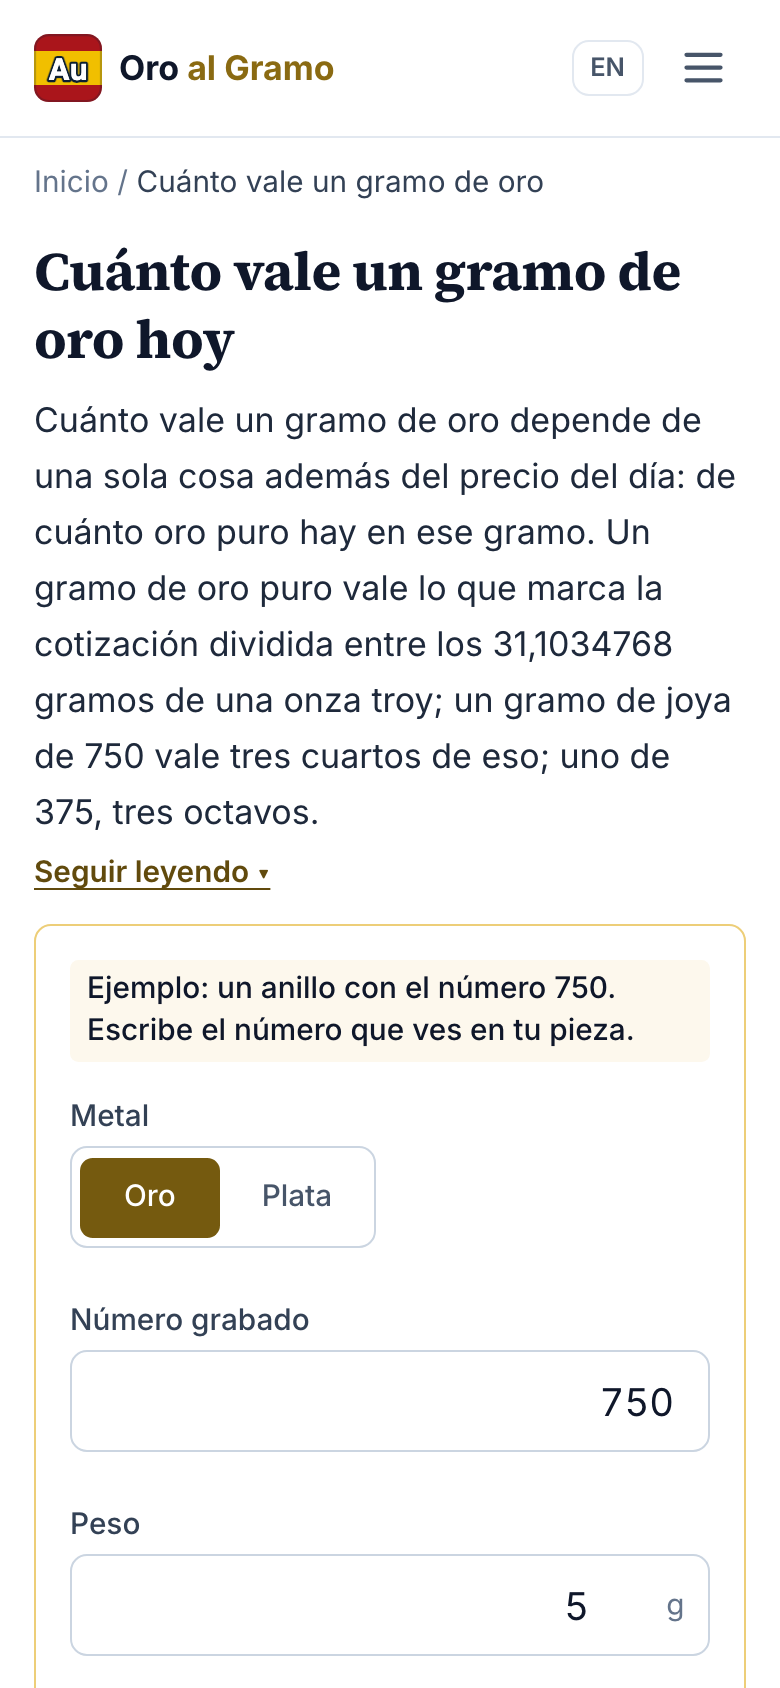 Au
Oro al Gramo
EN
Inicio / Cuánto vale un gramo de oro
Cuánto vale un gramo de
oro hoy
Cuánto vale un gramo de oro depende de
una sola cosa además del precio del día: de
cuánto oro puro hay en ese gramo. Un
gramo de oro puro vale lo que marca la
cotización dividida entre los 31,1034768
gramos de una onza troy; un gramo de joya
de 750 vale tres cuartos de eso; uno de
375, tres octavos.
Seguir leyendo ▾
Ejemplo: un anillo con el número 750.
Escribe el número que ves en tu pieza.
Metal
Oro Plata
Número grabado
750
Peso
5 g